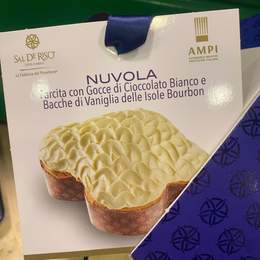 SAL DE RISO
AMPI
NUVOLA
Farcita con Gocce di Cioccolato Bianco e
Bacche di Vaniglia delle Isole Bourbon